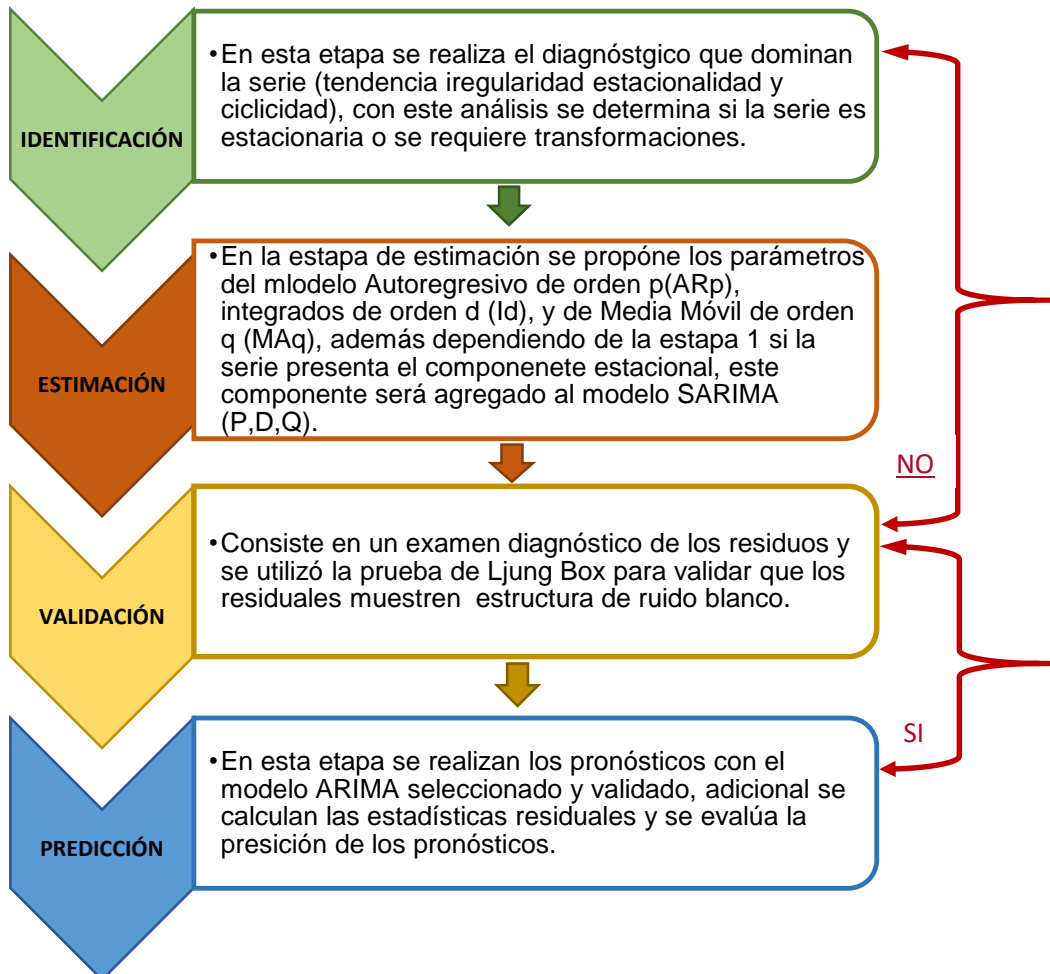 IDENTIFICACIÓN
•En esta etapa se realiza el diagnóstgico que dominan
la serie (tendencia iregularidad estacionalidad y
ciclicidad), con este análisis se determina si la serie es
estacionaria o se requiere transformaciones.
ESTIMACIÓN
•En la estapa de estimación se propóne los parámetros
del mlodelo Autoregresivo de orden p(ARp),
integrados de orden d (Id), y de Media Móvil de orden
q (MAq), además dependiendo de la estapa 1 si la
serie presenta el componenete estacional, este
componente será agregado al modelo SARIMA
(P,D,Q).
NO
VALIDACIÓN
•Consiste en un examen diagnóstico de los residuos y
se utilizó la prueba de Ljung Box para validar que los
residuales muestren estructura de ruido blanco.
SI
PREDICCIÓN
•En esta etapa se realizan los pronósticos con el
modelo ARIMA seleccionado y validado, adicional se
calculan las estadísticas residuales y se evalúa la
presición de los pronósticos.